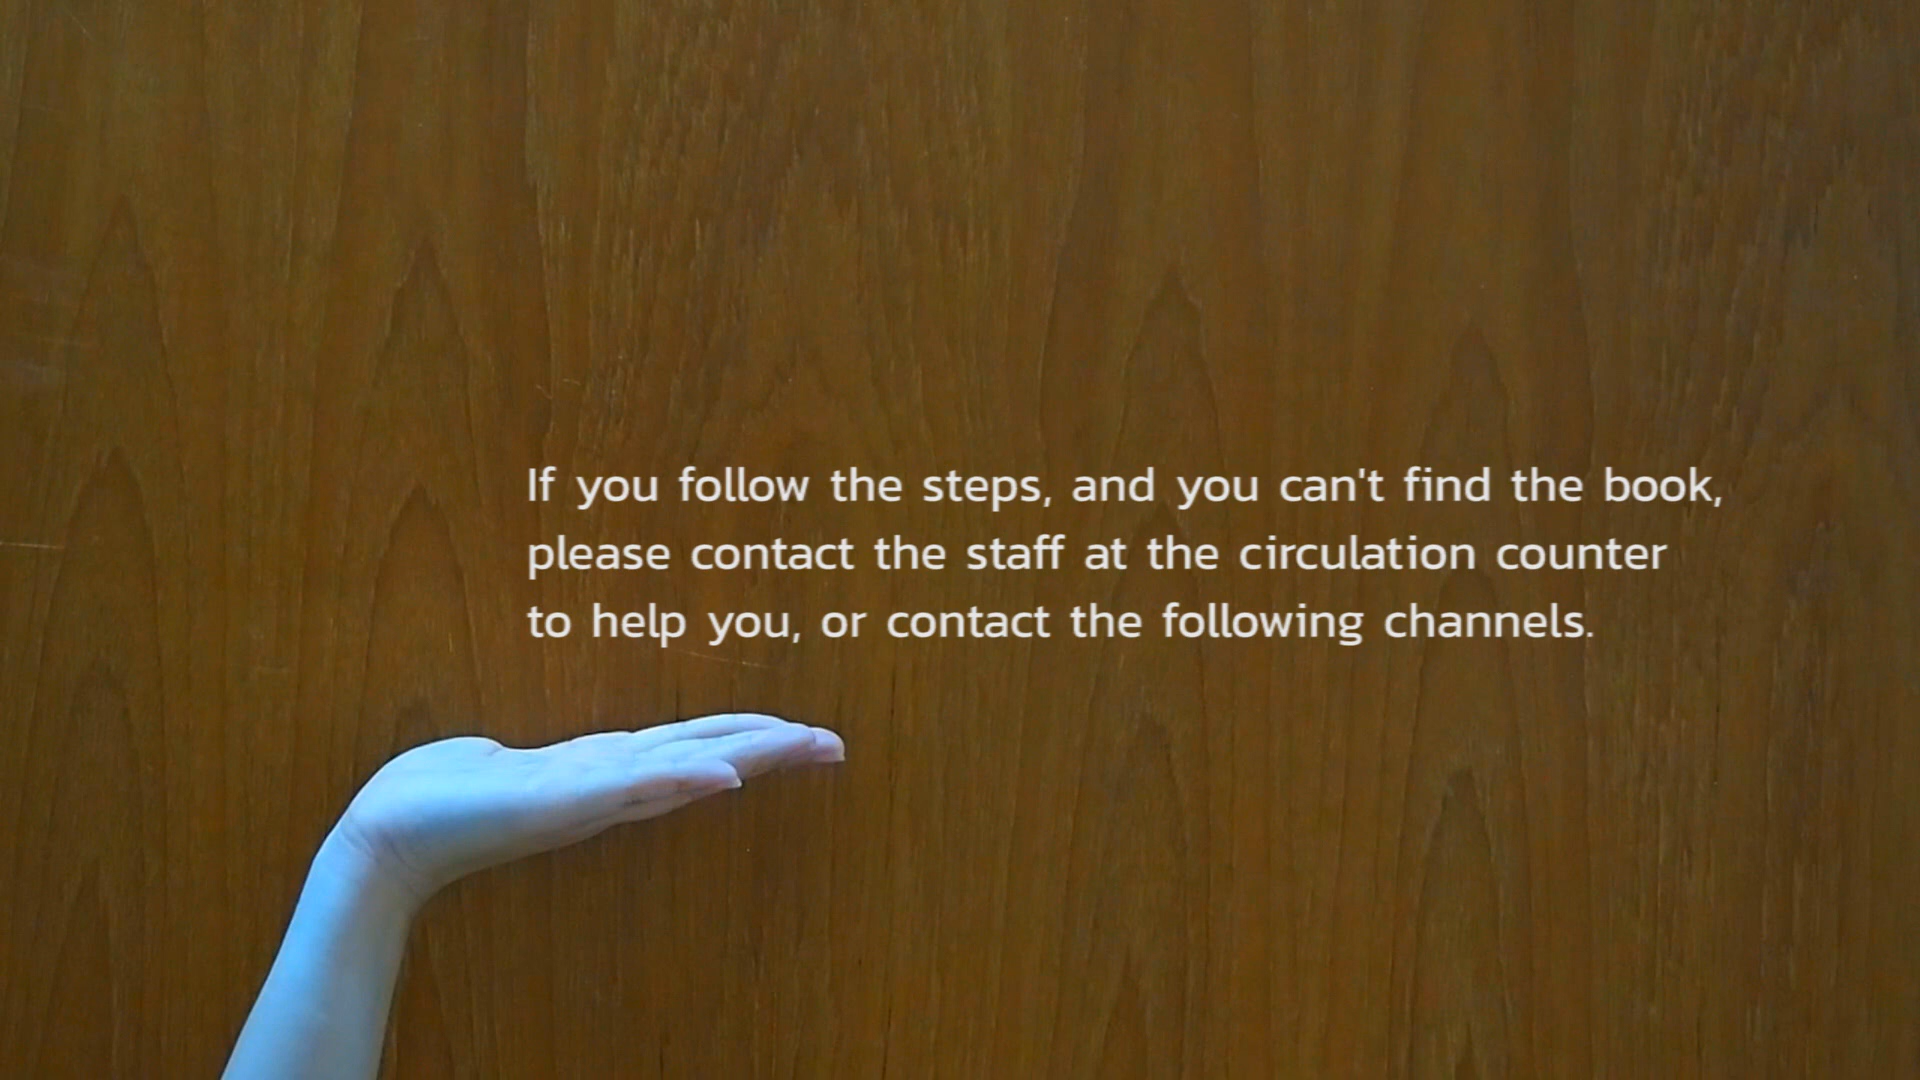 If you follow the steps, and you can't find the book,
please contact the staff at the circulation counter
to help you, or contact the following channels.